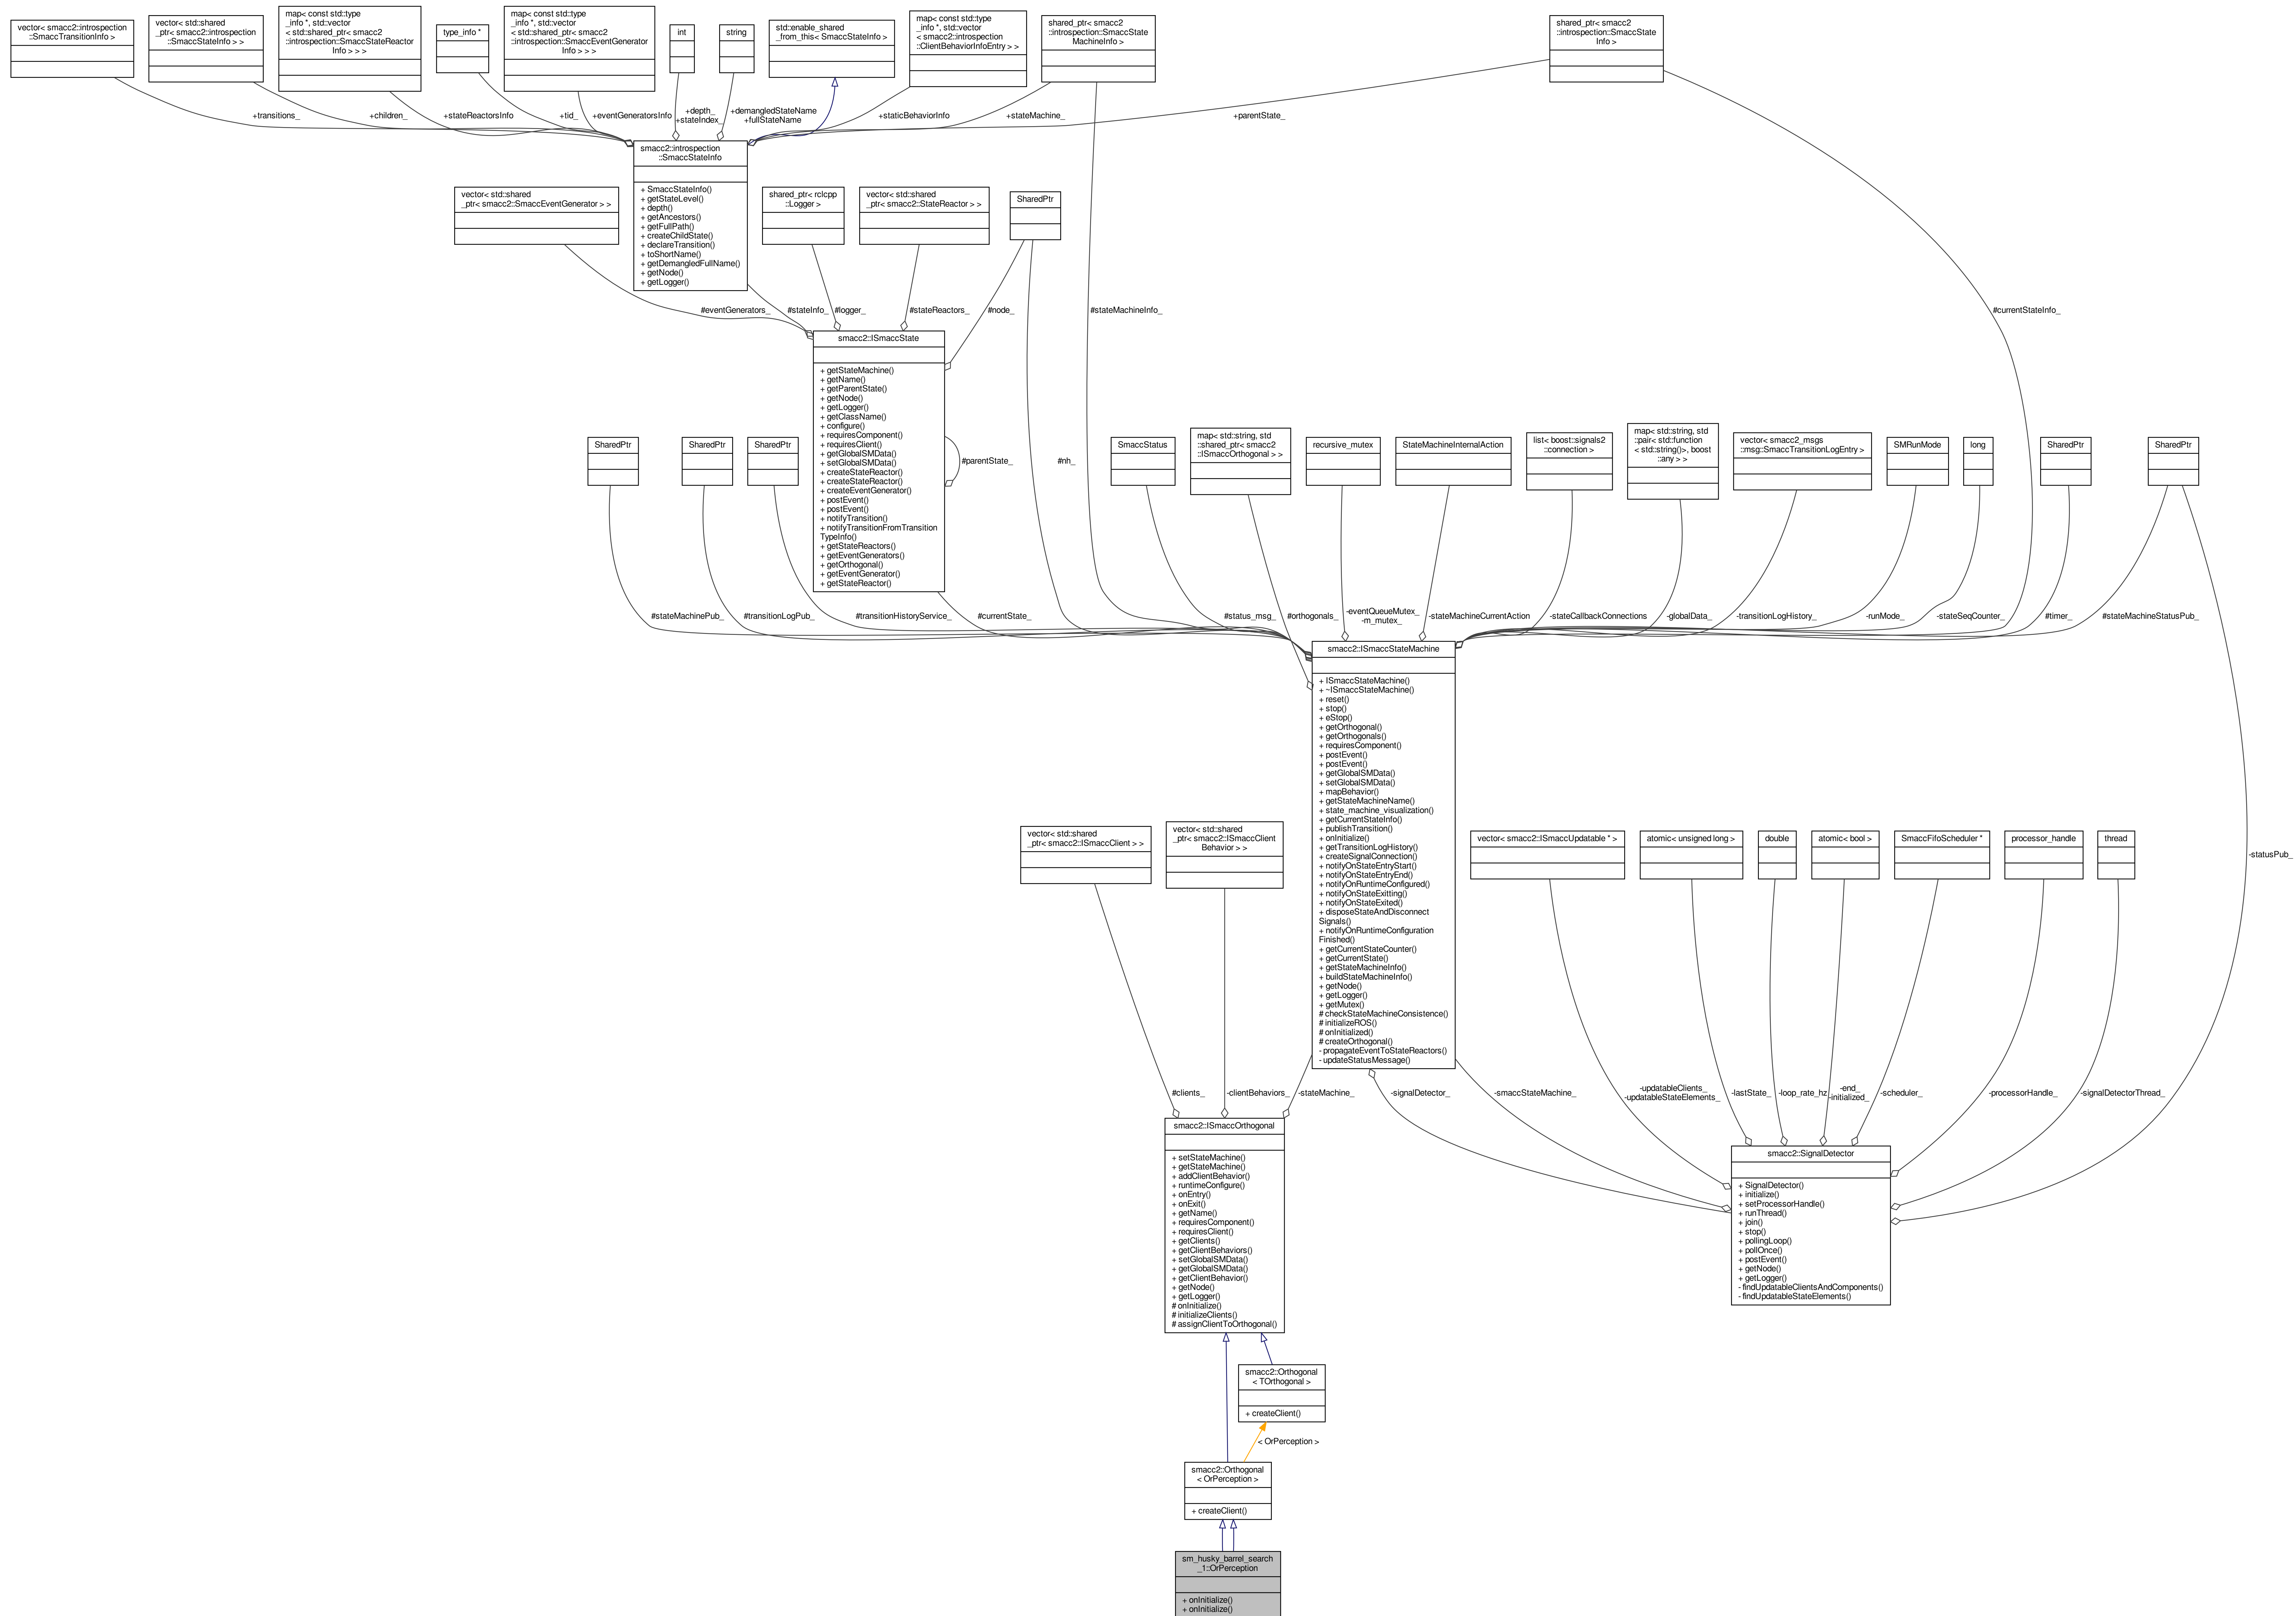 vector< smacc2::introspection
::SmaccTransitionInfo >
vector< std::shared
_ptr< smacc2::introspection
::SmaccStateInfo > >
map< const std::type
_info *, std::vector
< std::shared_ptr< smacc2
::introspection::SmaccStateReactor
Info > > >
type_info *
map< const std::type
_info *, std::vector
< std::shared_ptr< smacc2
::introspection::SmaccEventGenerator
Info > > >
int
string
std::enable_shared
_from_this< SmaccStateInfo >
map< const std::type
_info *, std::vector
< smacc2::introspection
::ClientBehaviorInfoEntry > >
shared_ptr< smacc2
::introspection::SmaccState
MachineInfo >
shared_ptr< smacc2
::introspection::SmaccState
Info >
+transitions_
+children_
+stateReactorsInfo
+tid_
+eventGeneratorsInfo
+depth_
+stateIndex_
+demangledStateName
+fullStateName
+staticBehaviorInfo
+stateMachine_
+parentState_
smacc2::introspection
::SmaccStateInfo
+ SmaccStateInfo()
+ getStateLevel()
+ depth()
+ getAncestors()
+ getFullPath()
+ createChildState()
+ declareTransition()
+ toShortName()
+ getDemangledFullName()
+ getNode()
+ getLogger()
vector< std::shared
_ptr< smacc2::SmaccEventGenerator > >
shared_ptr< rclcpp
::Logger >
vector< std::shared
_ptr< smacc2::StateReactor > >
SharedPtr
#eventGenerators_
#stateInfo_
#logger_
#stateReactors_
#node_
#stateMachineInfo_
#currentStateInfo_
smacc2::ISmaccState
+ getStateMachine()
+ getName()
+ getParentState()
+ getNode()
+ getLogger()
+ getClassName()
+ configure()
+ requiresComponent()
+ requiresClient()
+ getGlobalSMData()
+ setGlobalSMData()
+ createStateReactor()
+ createStateReactor()
+ createEventGenerator()
+ postEvent()
+ postEvent()
+ notifyTransition()
+ notifyTransitionFromTransition
TypeInfo()
+ getStateReactors()
+ getEventGenerators()
+ getOrthogonal()
+ getEventGenerator()
+ getStateReactor()
#parentState_
#nh_
SharedPtr
SharedPtr
SharedPtr
SmaccStatus
map< std::string, std
::shared_ptr< smacc2
::ISmaccOrthogonal > >
recursive_mutex
StateMachineInternalAction
list< boost::signals2
::connection >
map< std::string, std
::pair< std::function
< std::string()>, boost
::any > >
vector< smacc2_msgs
::msg::SmaccTransitionLogEntry >
SMRunMode
long
SharedPtr
SharedPtr
#stateMachinePub_
#transitionLogPub_
#transitionHistoryService_
#currentState_
#status_msg_
#orthogonals_
-eventQueueMutex_
-m_mutex_
-stateMachineCurrentAction
-stateCallbackConnections
-globalData_
-transitionLogHistory_
-runMode_
-stateSeqCounter_
#timer_
#stateMachineStatusPub_
smacc2::ISmaccStateMachine
+ ISmaccStateMachine()
+ ~ISmaccStateMachine()
+ reset()
+ stop()
+ eStop()
+ getOrthogonal()
+ getOrthogonals()
+ requiresComponent()
+ postEvent()
+ postEvent()
+ getGlobalSMData()
+ setGlobalSMData()
+ mapBehavior()
+ getStateMachineName()
+ state_machine_visualization()
+ getCurrentStateInfo()
+ publishTransition()
+ onInitialize()
+ getTransitionLogHistory()
+ createSignalConnection()
+ notifyOnStateEntryStart()
+ notifyOnStateEntryEnd()
+ notifyOnRuntimeConfigured()
+ notifyOnStateExitting()
+ notifyOnStateExited()
+ disposeStateAndDisconnect
Signals()
+ notifyOnRuntimeConfiguration
Finished()
+ getCurrentStateCounter()
+ getCurrentState()
+ getStateMachineInfo()
+ buildStateMachineInfo()
+ getNode()
+ getLogger()
+ getMutex()
# checkStateMachineConsistence()
# initializeROS()
# onInitialized()
# createOrthogonal()
- propagateEventToStateReactors()
- updateStatusMessage()
vector< std::shared
_ptr< smacc2::ISmaccClient > >
vector< std::shared
_ptr< smacc2::ISmaccClient
Behavior > >
vector< smacc2::ISmaccUpdatable * >
atomic< unsigned long >
double
atomic< bool >
SmaccFifoScheduler *
processor_handle
thread
-statusPub_
#clients_
-clientBehaviors_
-stateMachine_
-signalDetector_
-smaccStateMachine_
-updatableClients_
-updatableStateElements_
-lastState_
-loop_rate_hz
-end_
-initialized_
-scheduler_
-processorHandle_
-signalDetectorThread_
smacc2::ISmaccOrthogonal
+ setStateMachine()
+ getStateMachine()
+ addClientBehavior()
+ runtimeConfigure()
+ onEntry()
+ onExit()
+ getName()
+ requiresComponent()
+ requiresClient()
+ getClients()
+ getClientBehaviors()
+ setGlobalSMData()
+ getGlobalSMData()
+ getClientBehavior()
+ getNode()
+ getLogger()
# onInitialize()
# initializeClients()
# assignClientToOrthogonal()
smacc2::SignalDetector
+ SignalDetector()
+ initialize()
+ setProcessorHandle()
+ runThread()
+ join()
+ stop()
+ pollingLoop()
+ pollOnce()
+ postEvent()
+ getNode()
+ getLogger()
- findUpdatableClientsAndComponents()
- findUpdatableStateElements()
smacc2::Orthogonal
< TOrthogonal >
+ createClient()
< OrPerception >
smacc2::Orthogonal
< OrPerception >
+ createClient()
sm_husky_barrel_search
_1::OrPerception
+ onInitialize()
+ onInitialize()